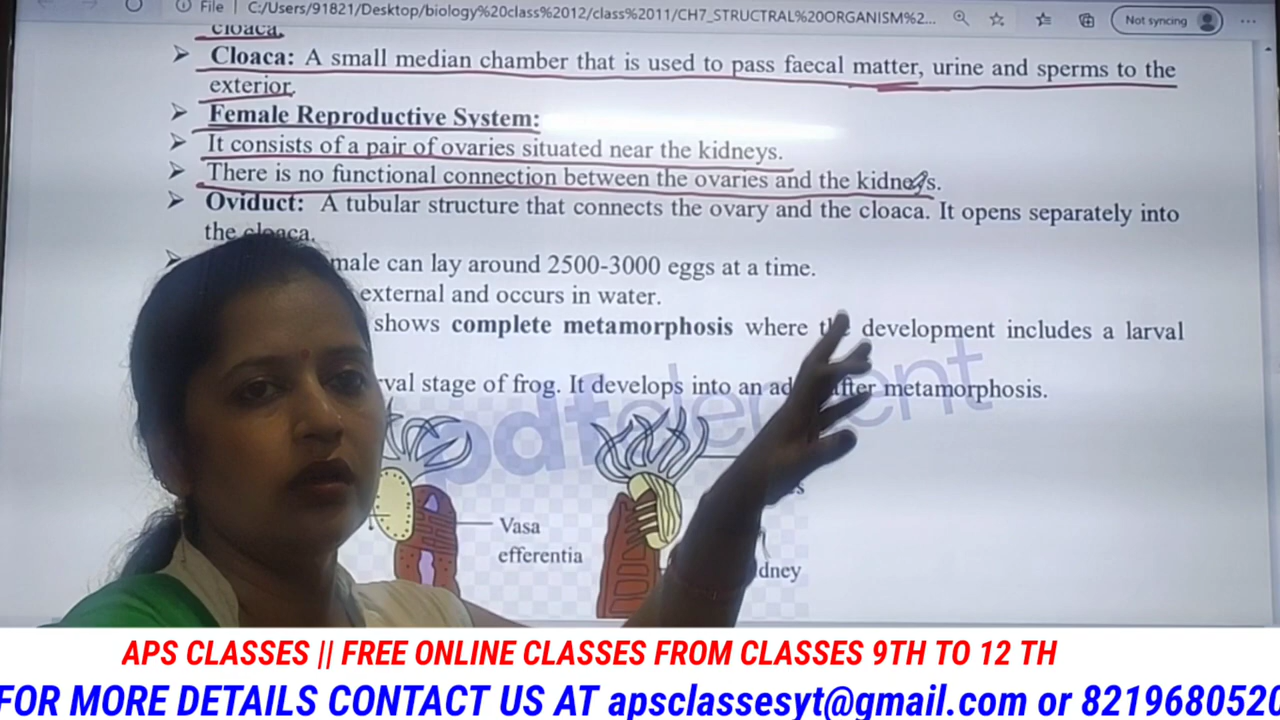 File | C:/Users/91821/Desktop/biology%20class%2012/class%2011/CH7_STRUCTRAL%20ORGANISM%2...
Not syncing
cloaca.
Cloaca: A small median chamber that is used to pass faecal matter, urine and sperms to the
exterior.
Female Reproductive System:
It consists of a pair of ovaries situated near the kidneys.
There is no functional connection between the ovaries and the kidneys.
Oviduct: A tubular structure that connects the ovary and the cloaca. It opens separately into
the cloaca.
male can lay around 2500-3000 eggs at a time.
external and occurs in water.
shows complete metamorphosis where the development includes a larval
rval stage of frog. It develops into an after metamorphosis.
pdfelement
Vasa
efferentia
dney
APS CLASSES || FREE ONLINE CLASSES FROM CLASSES 9TH TO 12 TH
FOR MORE DETAILS CONTACT US AT apsclassesyt@gmail.com or 8219680520